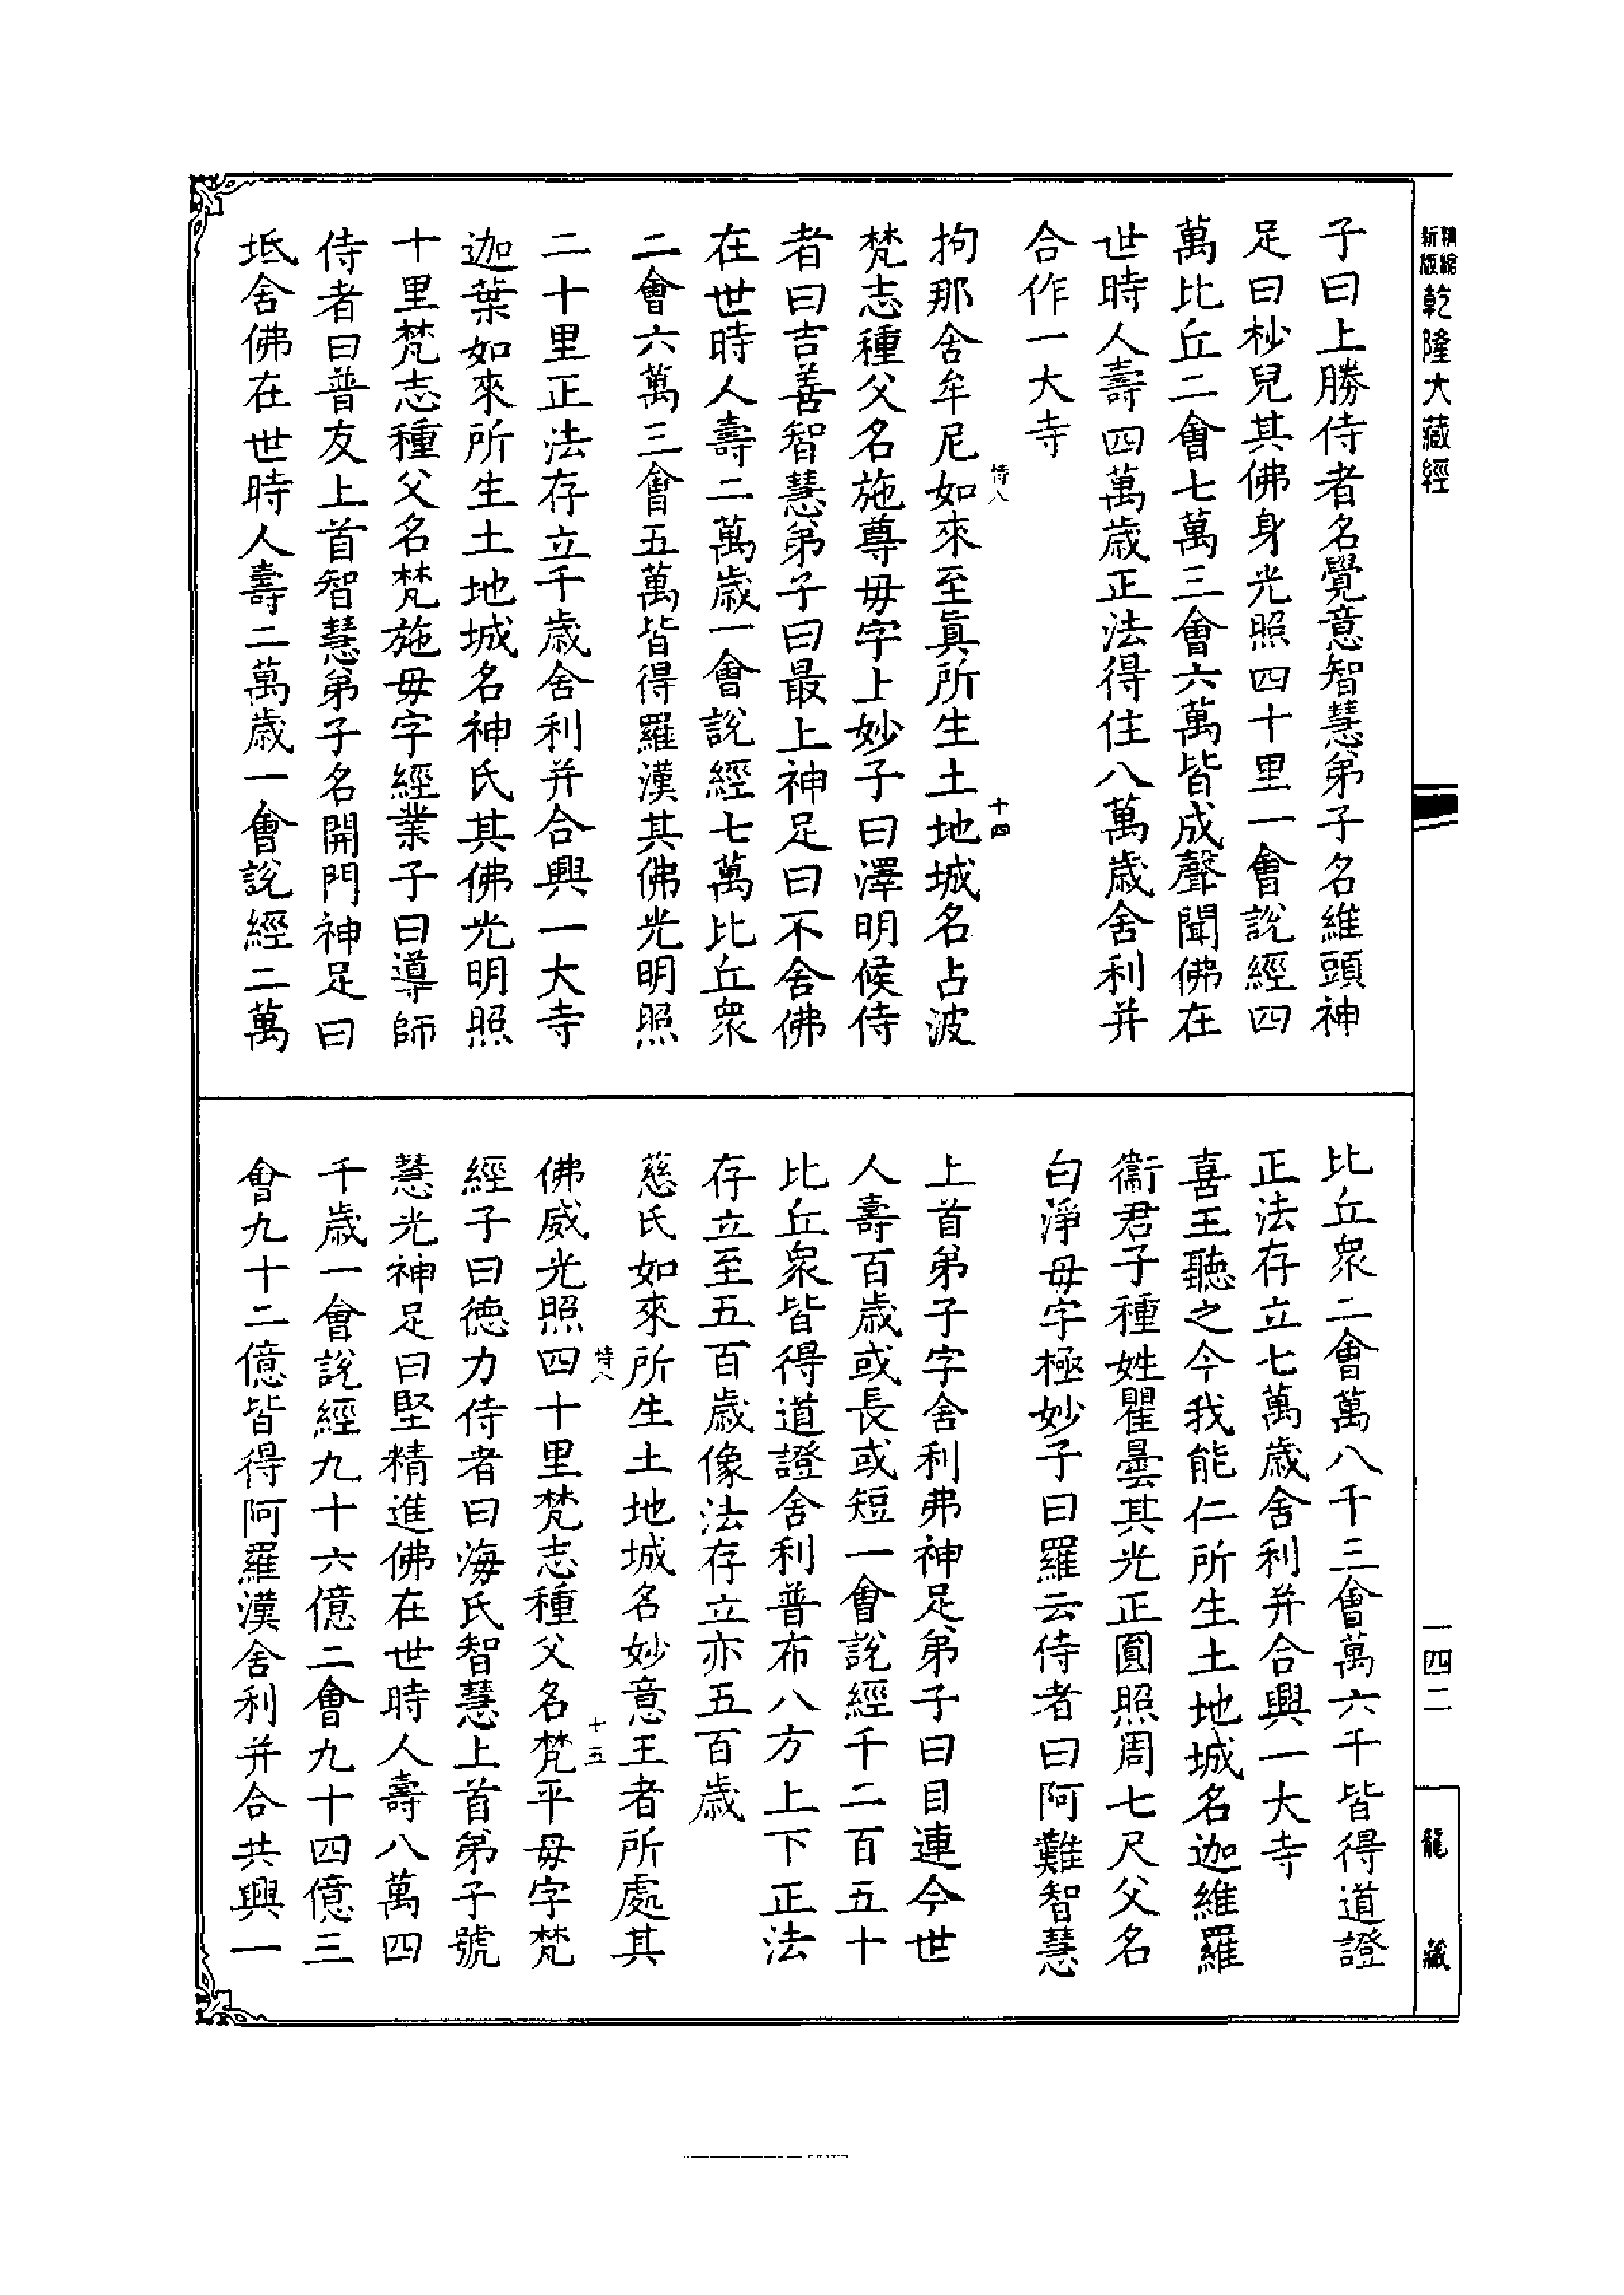 精縮
新版
乾隆大藏經
子曰上勝侍者名覺意智慧弟子名維頭神
足曰杪兒其佛身光照四十里一會說經四
萬比丘二會七萬三會六萬皆成聲聞佛在
世時人壽四萬歲正法得住八萬歲舍利并
合作一大寺
十四
拘那舍牟尼如來至眞所生土地城名占波
梵志種父名施尊毋字上妙子曰澤明候侍
者曰吉善智慧弟子曰最上神足曰不舍佛
在世時人壽二萬歲一會說經七萬比丘眾
二會六萬三會五萬皆得羅漢其佛光明照
二十里正法存立千歲舍利并合興一大寺
迦葉如來所生土地城名神氏其佛光明照
十里梵志種父名梵施毋字經業子曰導師
侍者曰普友上首智慧弟子名開門神足曰
坻舍佛在世時人壽二萬歲一會說經二萬
比丘眾二會萬八千三會萬六千皆得道證
正法存立七萬歲舍利并合興一大寺
喜王聽之今我能仁所生土地城名迦維羅
衞君子種姓瞿曇其光正圓照周七尺父名
白淨毋字極妙子曰羅云侍者曰阿難智慧
上首弟子字舍利弗神足弟子曰目連今世
人壽百歲或長或短一會說經千二百五十
比丘眾皆得道證舍利普布八方上下正法
存立至五百歲像法存立亦五百歲
慈氏如來所生土地城名妙意王者所處其
十五
佛威光照四十里梵志種父名梵平毋字梵
經子曰德力侍者曰海氏智慧上首弟子號
慧光神足曰堅精進佛在世時人壽八萬四
千歲一會說經九十六億二會九十四億三
會九十二億皆得阿羅漢舍利并合共興一
一四二
龍藏